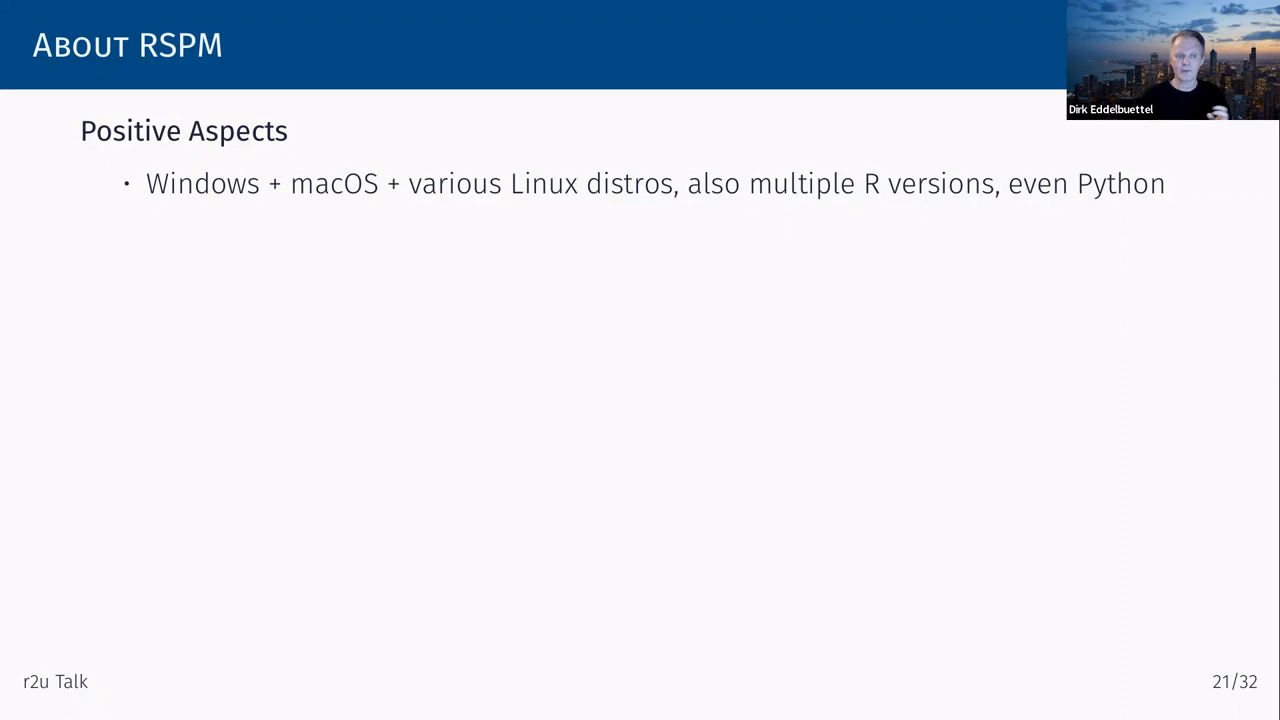 About RSPM
Dirk Eddelbuettel
Positive Aspects
• Windows + macOS + various Linux distros, also multiple R versions, even Python
r2u Talk
21/32